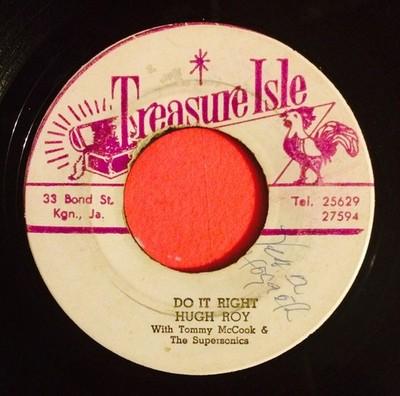 Treasure Isle
33 Bond St.
Kgn., Ja.
Tel. 25629
27594
DO IT RIGHT
HUGH ROY
With Tommy McCook &
The Supersonics